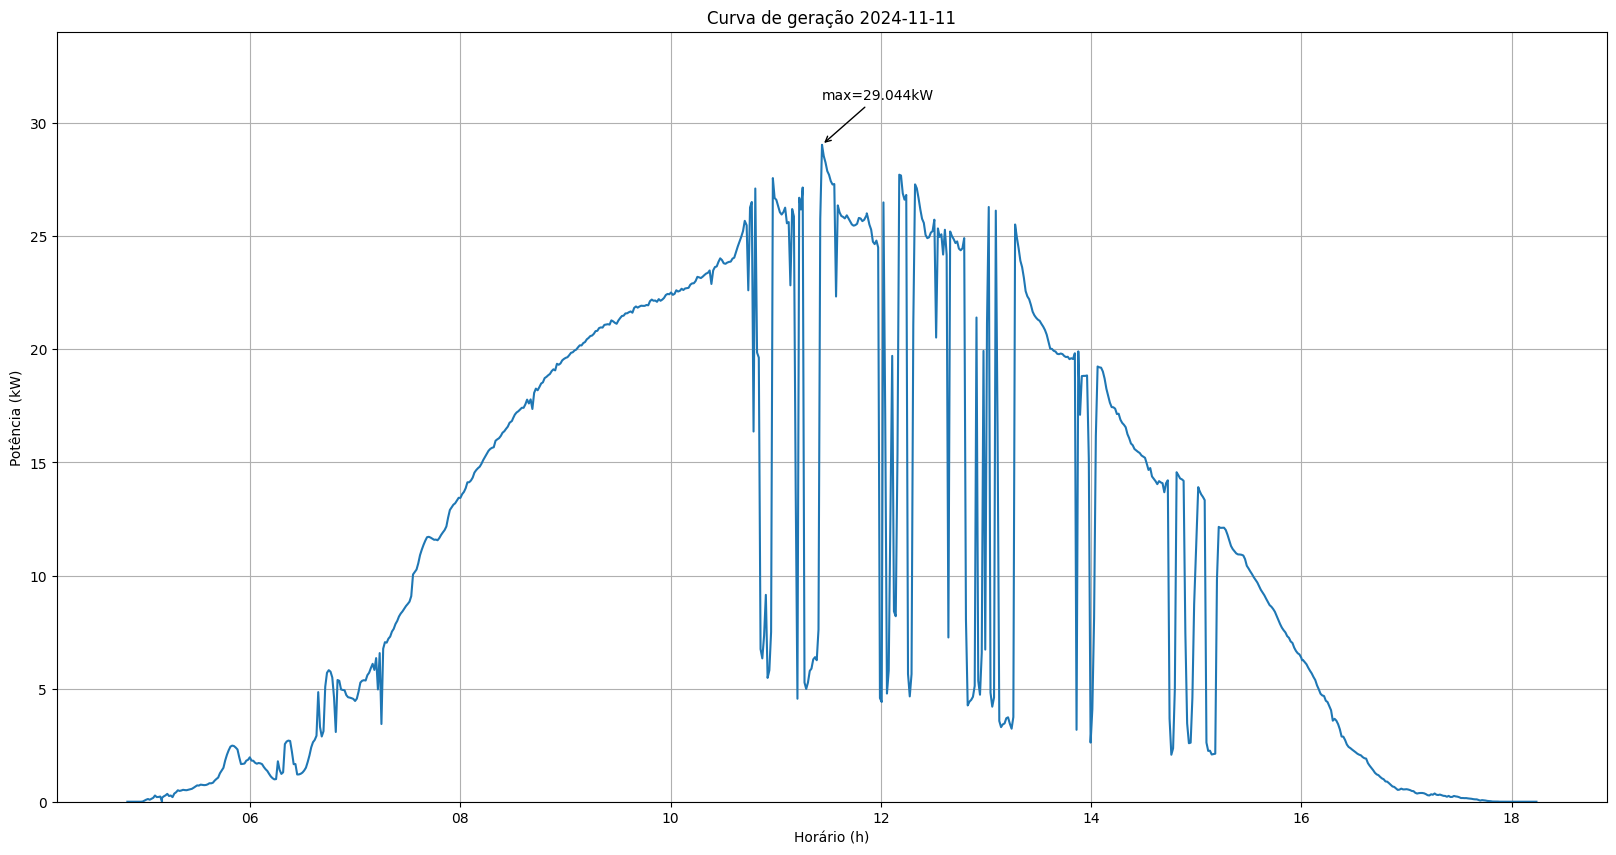 Curva de geração 2024-11-11
max=29.044kW
Potência (kW)
30
25
20
15
10
5
0
06 08 10 12 14 16 18
Horário (h)